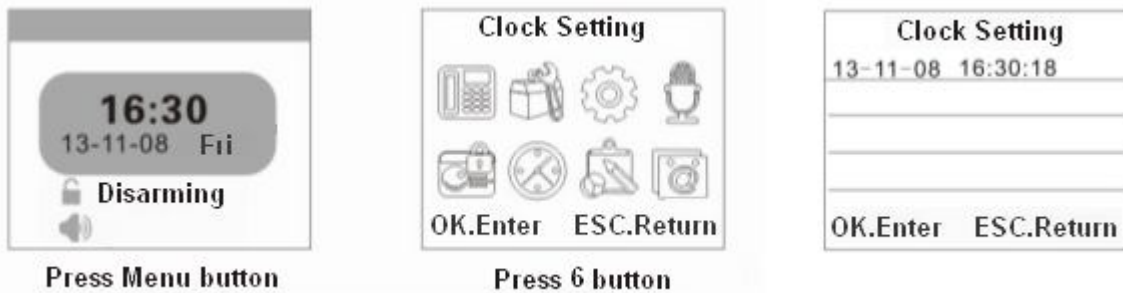 16:30
13-11-08 Fri
Disarming
Press Menu button
Clock Setting
OK.Enter ESC.Return
Press 6 button
Clock Setting
13-11-08 16:30:18
OK.Enter ESC.Return